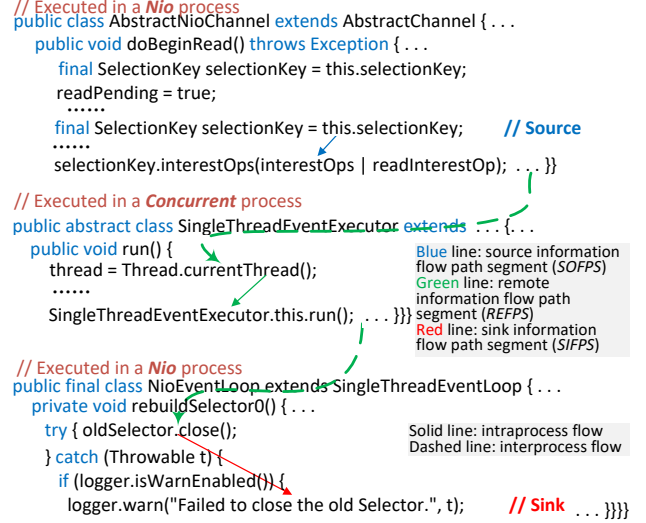 // Executed in a Nio process
public class AbstractNioChannel extends AbstractChannel { . . .
public void doBeginRead() throws Exception { . . .
final SelectionKey selectionKey = this.selectionKey;
readPending = true;
......
final SelectionKey selectionKey = this.selectionKey; // Source
......
selectionKey.interestOps(interestOps | readInterestOp); . . . }}
// Executed in a Concurrent process
public abstract class SingleThreadEventExecutor extends . . . {. . .
public void run() {
thread = Thread.currentThread();
......
SingleThreadEventExecutor.this.run(); . . . }}}
Blue line: source information
flow path segment (SOFPS)
Green line: remote
information flow path
segment (REFPS)
Red line: sink information
flow path segment (SIFPS)
// Executed in a Nio process
public final class NioEventLoop extends SingleThreadEventLoop { . . .
private void rebuildSelector0() { . . .
try { oldSelector.close();
} catch (Throwable t) {
if (logger.isWarnEnabled()) {
logger.warn("Failed to close the old Selector.", t); // Sink . . . }}}}
Solid line: intraprocess flow
Dashed line: interprocess flow